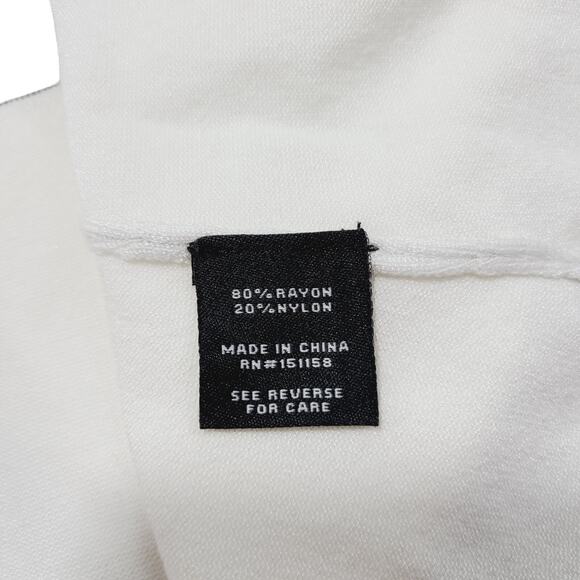 80% RAYON
20% NYLON
MADE IN CHINA
RN#151158
SEE REVERSE
FOR CARE